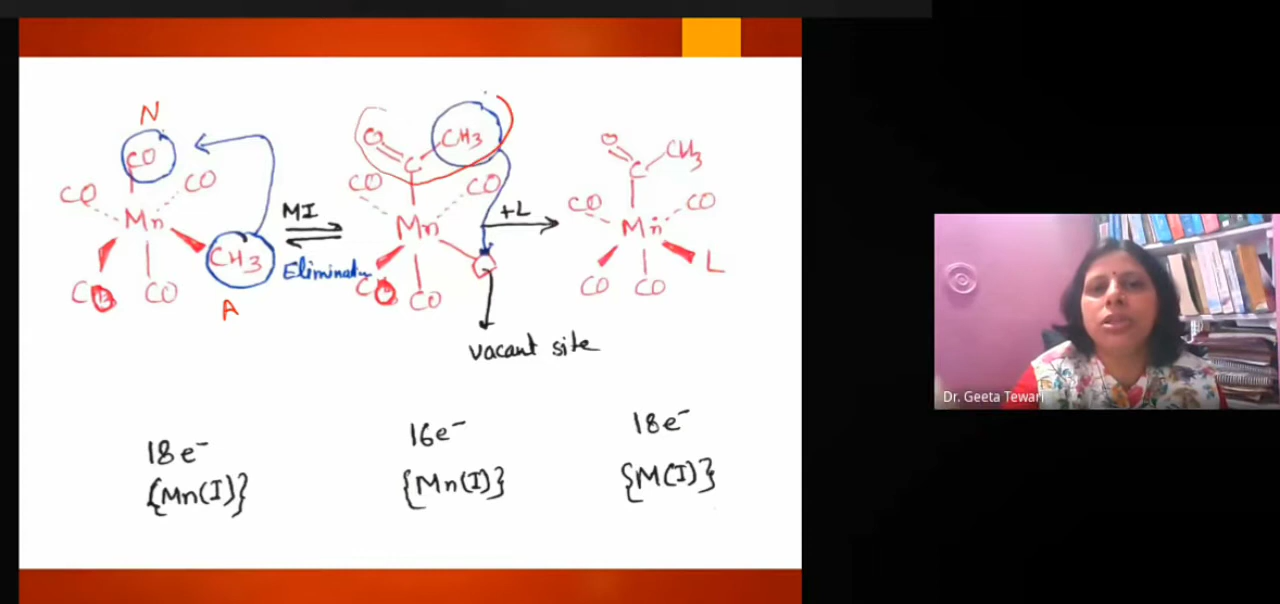 N
CO
CO CO
Mn
CH3
CO CO
A
MI
Eliminatn
O
CH3
C
CO CO
Mn
CO CO
vacant site
+L
O
CH3
C
CO CO
Mn
L
CO CO
18e⁻
{Mn(I)}
16e⁻
{Mn(I)}
18e⁻
{M(I)}
Dr. Geeta Tewari